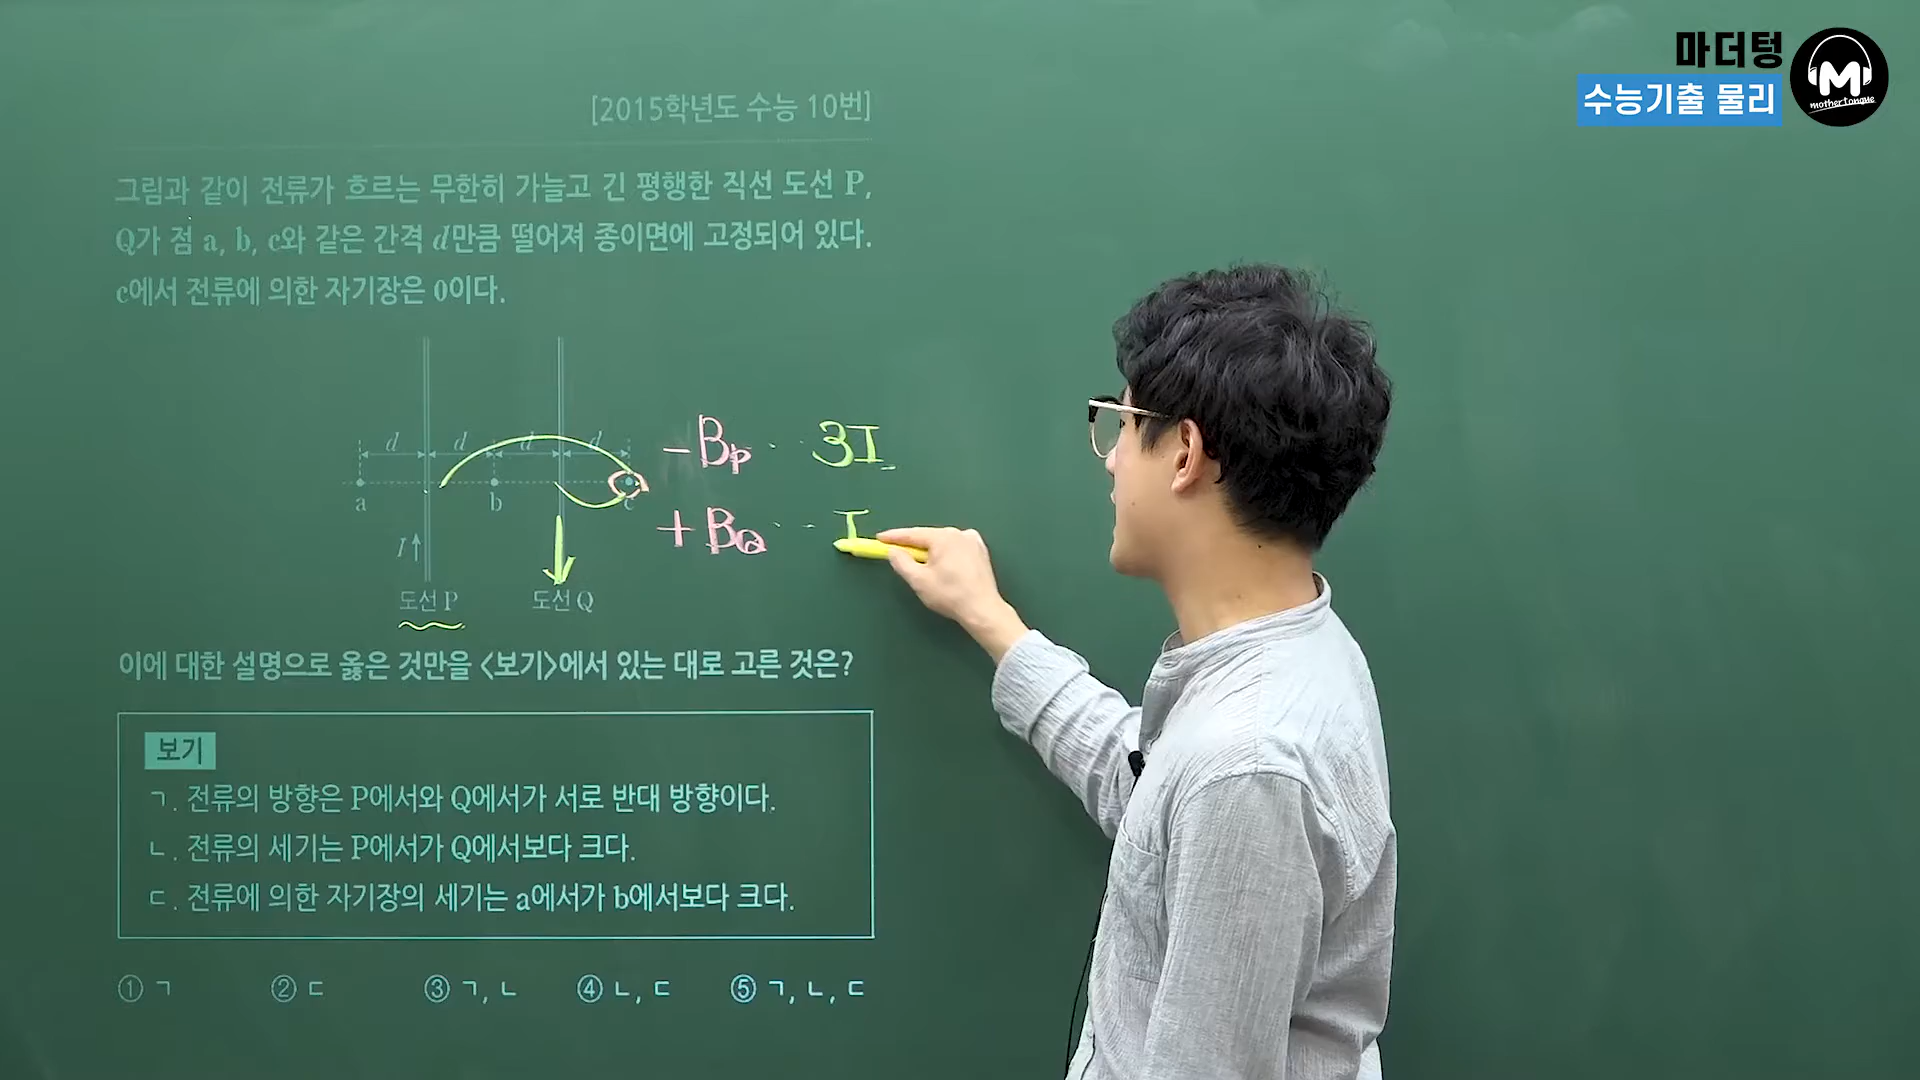 마더텅
수능기출 물리
M
mothertongue
[2015학년도 수능 10번]
그림과 같이 전류가 흐르는 무한히 가늘고 긴 평행한 직선 도선 P,
Q가 점 a, b, c와 같은 간격 d만큼 떨어져 종이면에 고정되어 있다.
c에서 전류에 의한 자기장은 0이다.
d d d d
a b c
I
도선 P 도선 Q
- B_P 3I
+ B_Q I
이에 대한 설명으로 옳은 것만을 <보기>에서 있는 대로 고른 것은?
보기
ㄱ. 전류의 방향은 P에서와 Q에서가 서로 반대 방향이다.
ㄴ. 전류의 세기는 P에서가 Q에서보다 크다.
ㄷ. 전류에 의한 자기장의 세기는 a에서가 b에서보다 크다.
① ㄱ ② ㄷ ③ ㄱ, ㄴ ④ ㄴ, ㄷ ⑤ ㄱ, ㄴ, ㄷ